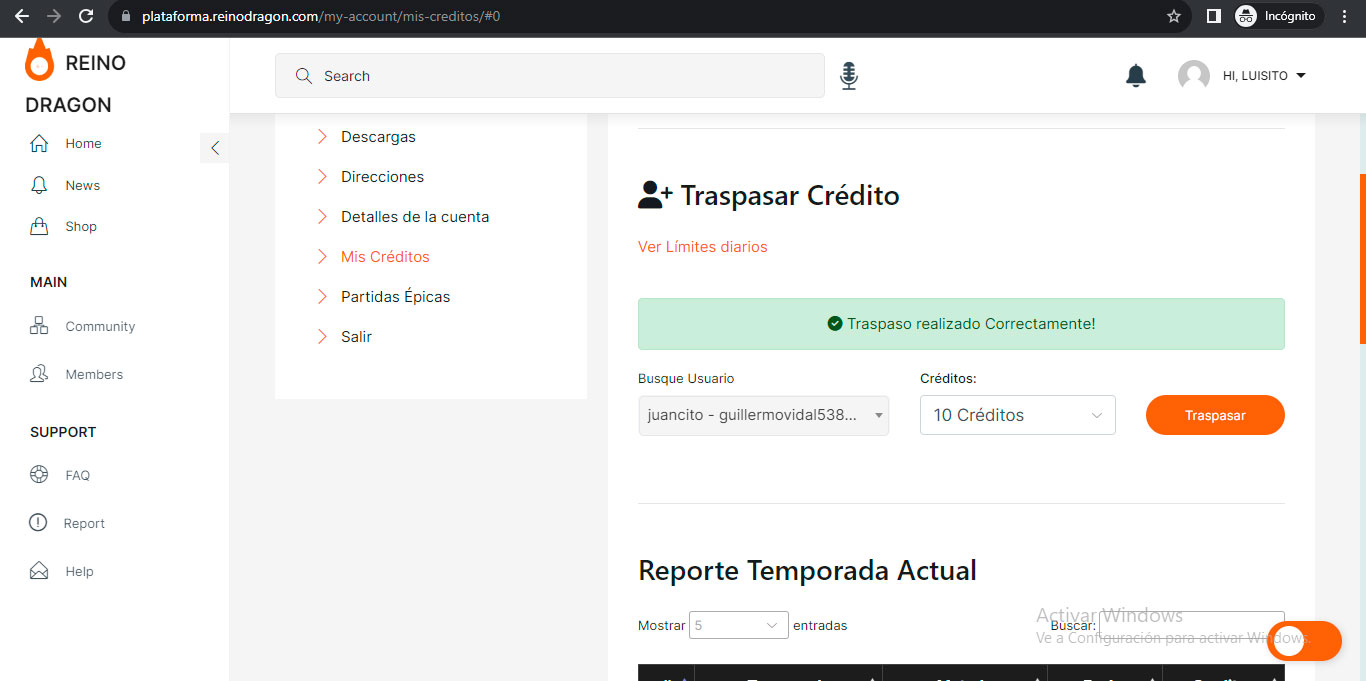 plataforma.reinodragon.com/my-account/mis-creditos/#0
Incógnito
REINO
DRAGON
Search
HI, LUISITO
Home
News
Shop
MAIN
Community
Members
SUPPORT
FAQ
Report
Help
Descargas
Direcciones
Detalles de la cuenta
Mis Créditos
Partidas Épicas
Salir
Traspasar Crédito
Ver Límites diarios
Traspaso realizado Correctamente!
Busque Usuario
Créditos:
juancito - guillermovidal538...
10 Créditos
Traspasar
Reporte Temporada Actual
Mostrar 5 entradas
Buscar:
Activar Windows
Ve a Configuración para activar Windows.